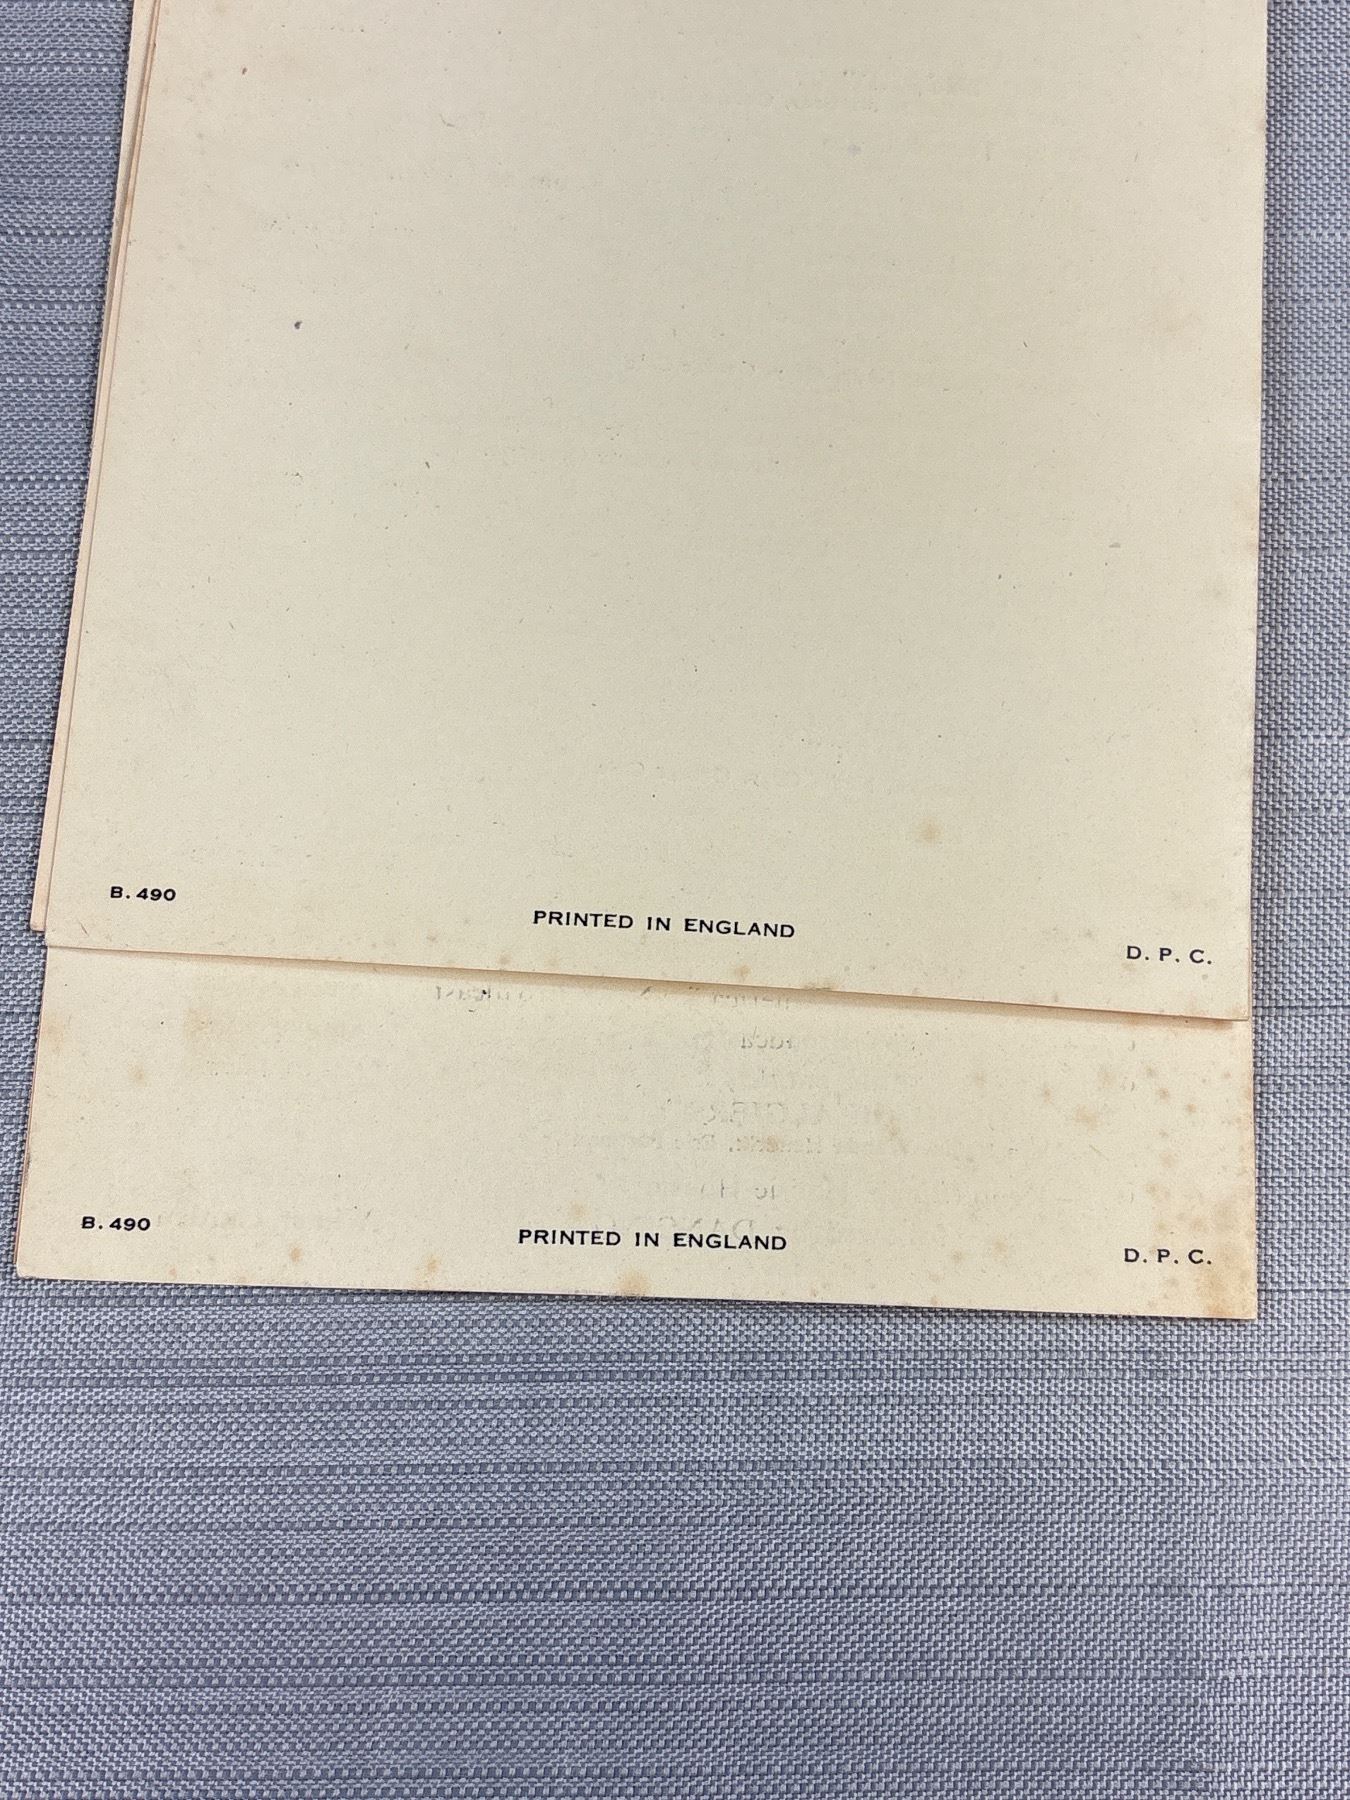 B. 490
PRINTED IN ENGLAND
D. P. C.
B. 490
PRINTED IN ENGLAND
D. P. C.